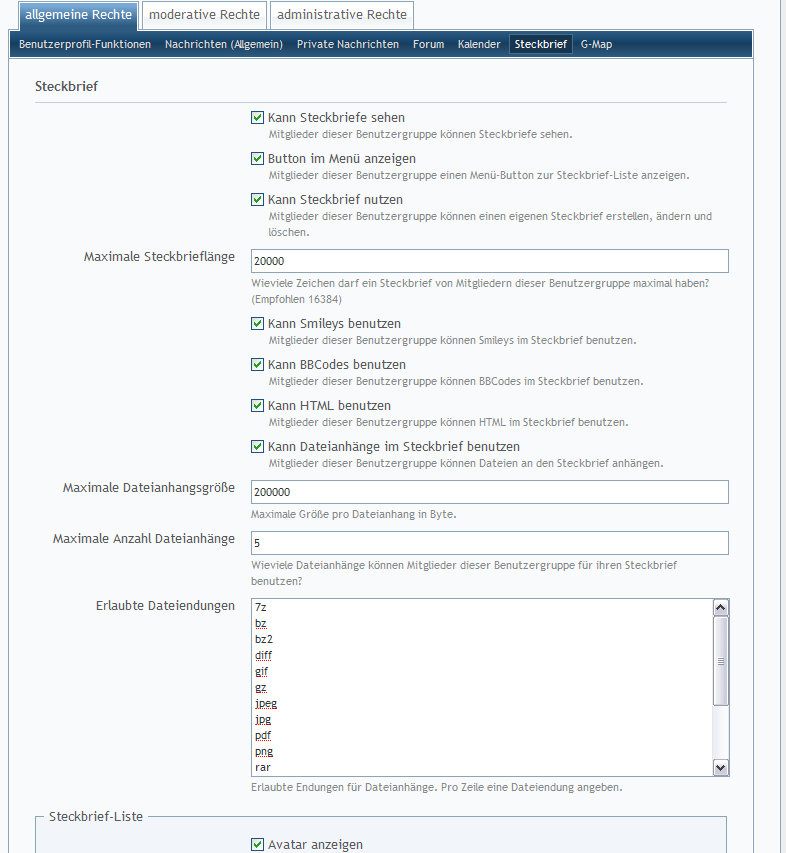 allgemeine Rechte moderative Rechte administrative Rechte
Benutzerprofil-Funktionen Nachrichten (Allgemein) Private Nachrichten Forum Kalender Steckbrief G-Map
Steckbrief
Kann Steckbriefe sehen
Mitglieder dieser Benutzergruppe können Steckbriefe sehen.
Button im Menü anzeigen
Mitglieder dieser Benutzergruppe einen Menü-Button zur Steckbrief-Liste anzeigen.
Kann Steckbrief nutzen
Mitglieder dieser Benutzergruppe können einen eigenen Steckbrief erstellen, ändern und
löschen.
Maximale Steckbrieflänge 20000
Wieviele Zeichen darf ein Steckbrief von Mitgliedern dieser Benutzergruppe maximal haben?
(Empfohlen 16384)
Kann Smileys benutzen
Mitglieder dieser Benutzergruppe können Smileys im Steckbrief benutzen.
Kann BBCodes benutzen
Mitglieder dieser Benutzergruppe können BBCodes im Steckbrief benutzen.
Kann HTML benutzen
Mitglieder dieser Benutzergruppe können HTML im Steckbrief benutzen.
Kann Dateianhänge im Steckbrief benutzen
Mitglieder dieser Benutzergruppe können Dateien an den Steckbrief anhängen.
Maximale Dateianhangsgröße 200000
Maximale Größe pro Dateianhang in Byte.
Maximale Anzahl Dateianhänge 5
Wieviele Dateianhänge können Mitglieder dieser Benutzergruppe für ihren Steckbrief
benutzen?
Erlaubte Dateiendungen 7z
bz
bz2
diff
gif
gz
jpeg
jpg
pdf
png
rar
Erlaubte Endungen für Dateianhänge. Pro Zeile eine Dateiendung angeben.
Steckbrief-Liste
Avatar anzeigen